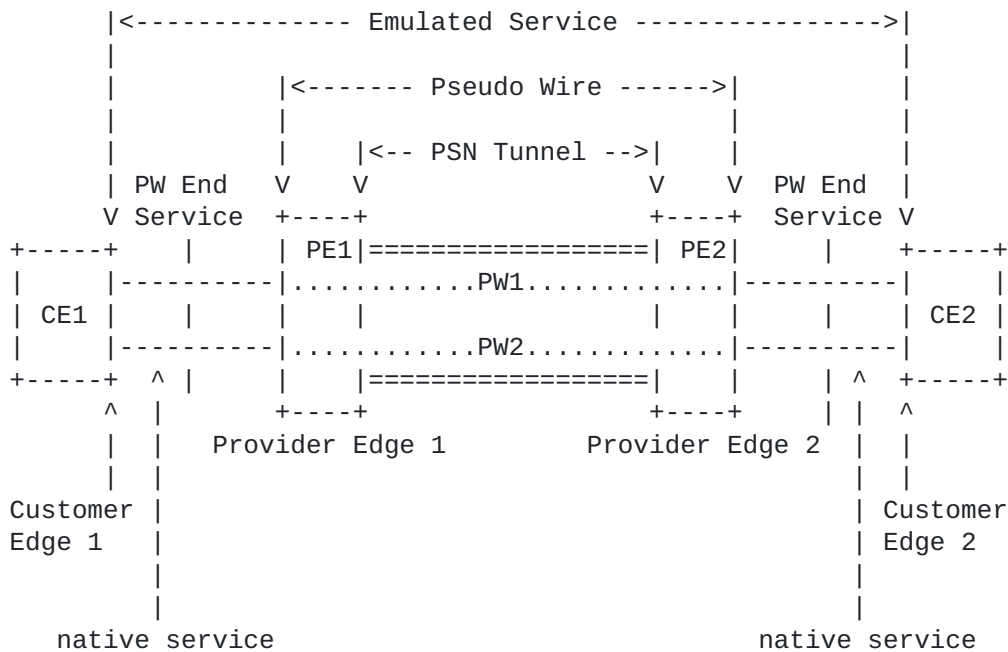 |<-------------- Emulated Service ---------------->|
|<------- Pseudo Wire ------>|
|<-- PSN Tunnel -->|
PW End V V V V PW End
V Service +----+ +----+ Service V
+-----+ | | PE1|==================| PE2| | +-----+
| |----------|............PW1.............|----------| |
| CE1 | | | | | | | | CE2 |
| |----------|............PW2.............|----------| |
+-----+ ^ | | |==================| | | ^ +-----+
^ | +----+ +----+ | | ^
| | Provider Edge 1 Provider Edge 2 | |
Customer | | Customer
Edge 1 | | Edge 2
native service native service